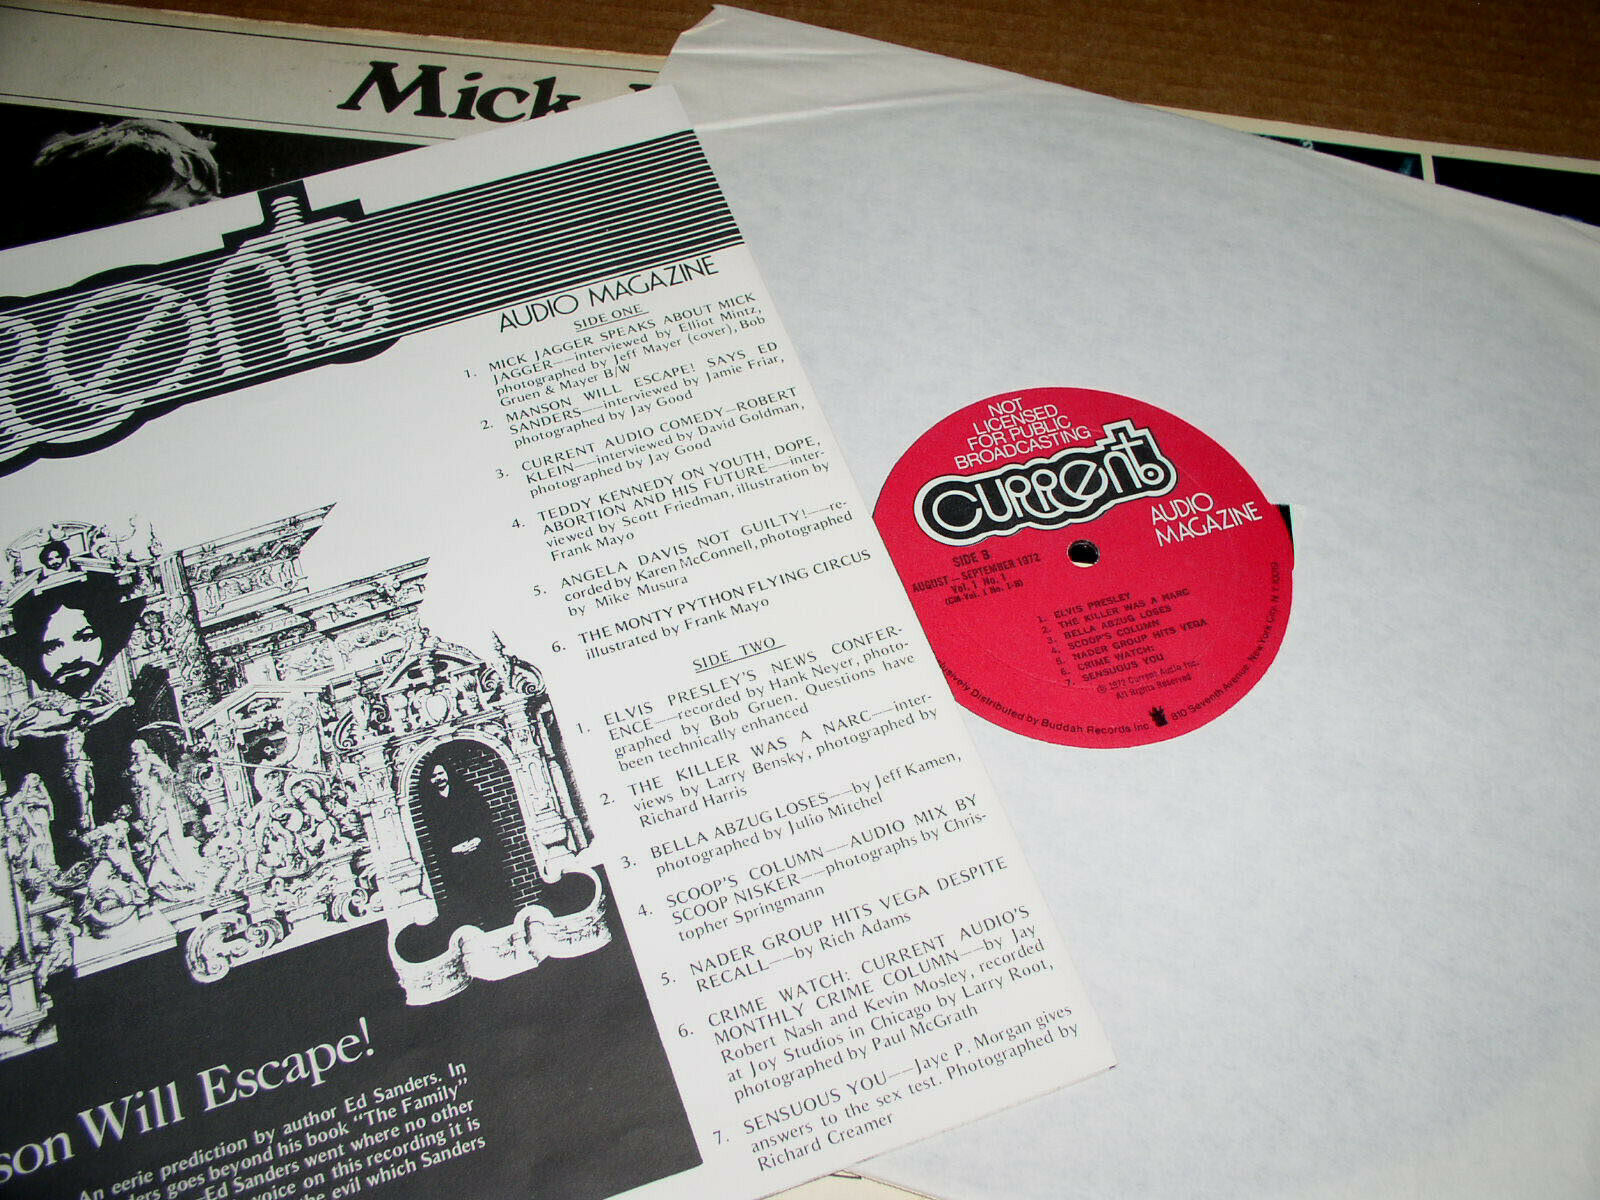 Mick
AUDIO MAGAZINE
SIDE ONE
1. MICK JAGGER SPEAKS ABOUT MICK
JAGGER——interviewed by Elliot Mintz,
photographed by Jeff Mayer (cover), Bob
Gruen & Mayer B/W
2. MANSON WILL ESCAPE! SAYS ED
SANDERS——interviewed by Jamie Friar,
photographed by Jay Good
3. CURRENT AUDIO COMEDY—ROBERT
KLEIN——interviewed by David Goldman,
photographed by Jay Good
4. TEDDY KENNEDY ON YOUTH, DOPE,
ABORTION AND HIS FUTURE——inter-
viewed by Scott Friedman, illustration by
Frank Mayo
5. ANGELA DAVIS NOT GUILTY!——re-
corded by Karen McConnell, photographed
by Mike Musura
6. THE MONTY PYTHON FLYING CIRCUS
illustrated by Frank Mayo
SIDE TWO
1. ELVIS PRESLEY'S NEWS CONFER-
ENCE——recorded by Hank Neyer, photo-
graphed by Bob Gruen. Questions have
been technically enhanced
2. THE KILLER WAS A NARC——inter-
views by Larry Bensky, photographed by
Richard Harris
3. BELLA ABZUG LOSES——by Jeff Kamen,
photographed by Julio Mitchel
4. SCOOP'S COLUMN——AUDIO MIX BY
SCOOP NISKER——photographs by Chris-
topher Springmann
5. NADER GROUP HITS VEGA DESPITE
RECALL——by Rich Adams
6. CRIME WATCH: CURRENT AUDIO'S
MONTHLY CRIME COLUMN——by Jay
Robert Nash and Kevin Mosley, recorded
at Joy Studios in Chicago by Larry Root,
photographed by Paul McGrath
7. SENSUOUS YOU——Jaye P. Morgan gives
answers to the sex test. Photographed by
Richard Creamer
son Will Escape!
An eerie prediction by author Ed Sanders. In
ders goes beyond his book "The Family"
—Ed Sanders went where no other
voice on this recording it is
the evil which Sanders
NOT
LICENSED
FOR PUBLIC
BROADCASTING
Current
AUDIO
MAGAZINE
SIDE B
AUGUST — SEPTEMBER 1972
Vol. 1 No. 1
(CM-Vol. 1 No. 1-B)
1. ELVIS PRESLEY
2. THE KILLER WAS A NARC
3. BELLA ABZUG LOSES
4. SCOOP'S COLUMN
5. NADER GROUP HITS VEGA
6. CRIME WATCH:
7. SENSUOUS YOU
© 1972 Current Audio Inc.
All Rights Reserved
lusively Distributed by Buddah Records Inc. 810 Seventh Avenue, New York City, N.Y. 10019